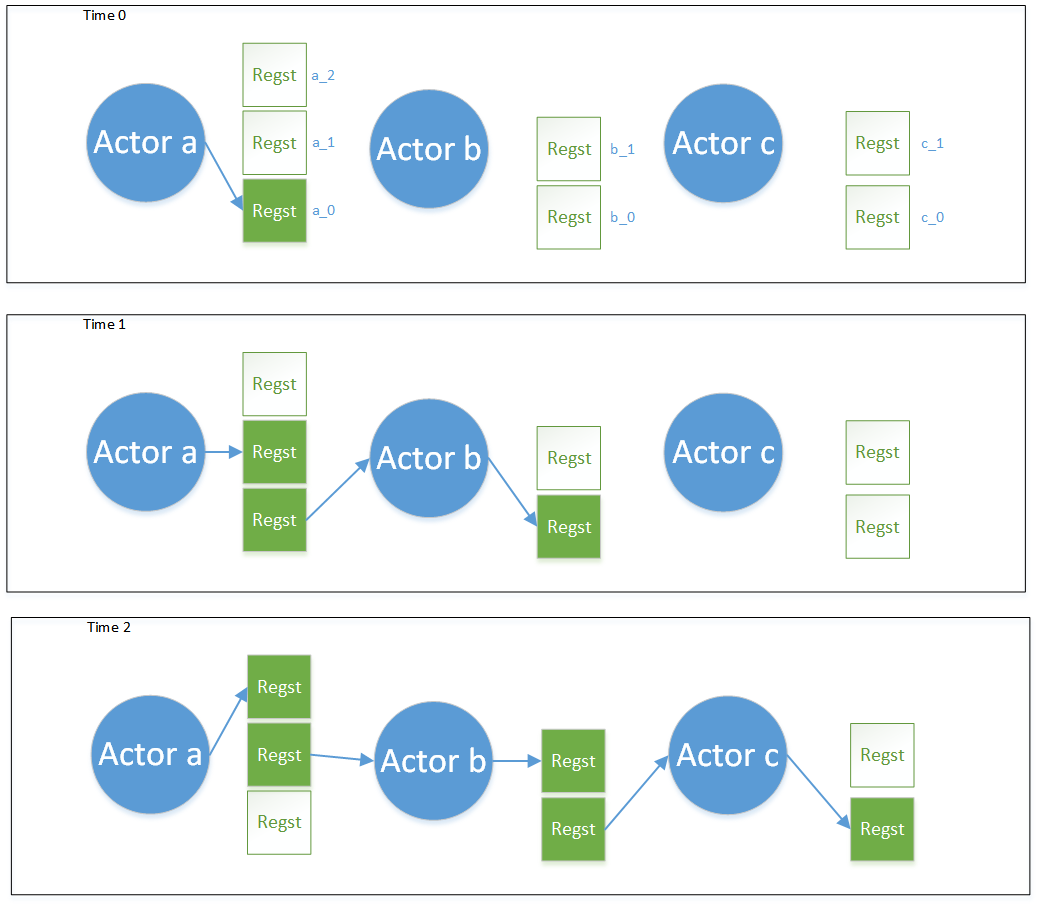 Time 0
Regst a_2
Actor a Regst a_1 Actor b Regst b_1 Actor c Regst c_1
Regst a_0 Regst b_0 Regst c_0
Time 1
Regst
Actor a Regst Actor b Regst Actor c Regst
Regst Regst Regst
Time 2
Regst
Actor a Regst Actor b Regst Actor c Regst
Regst Regst Regst